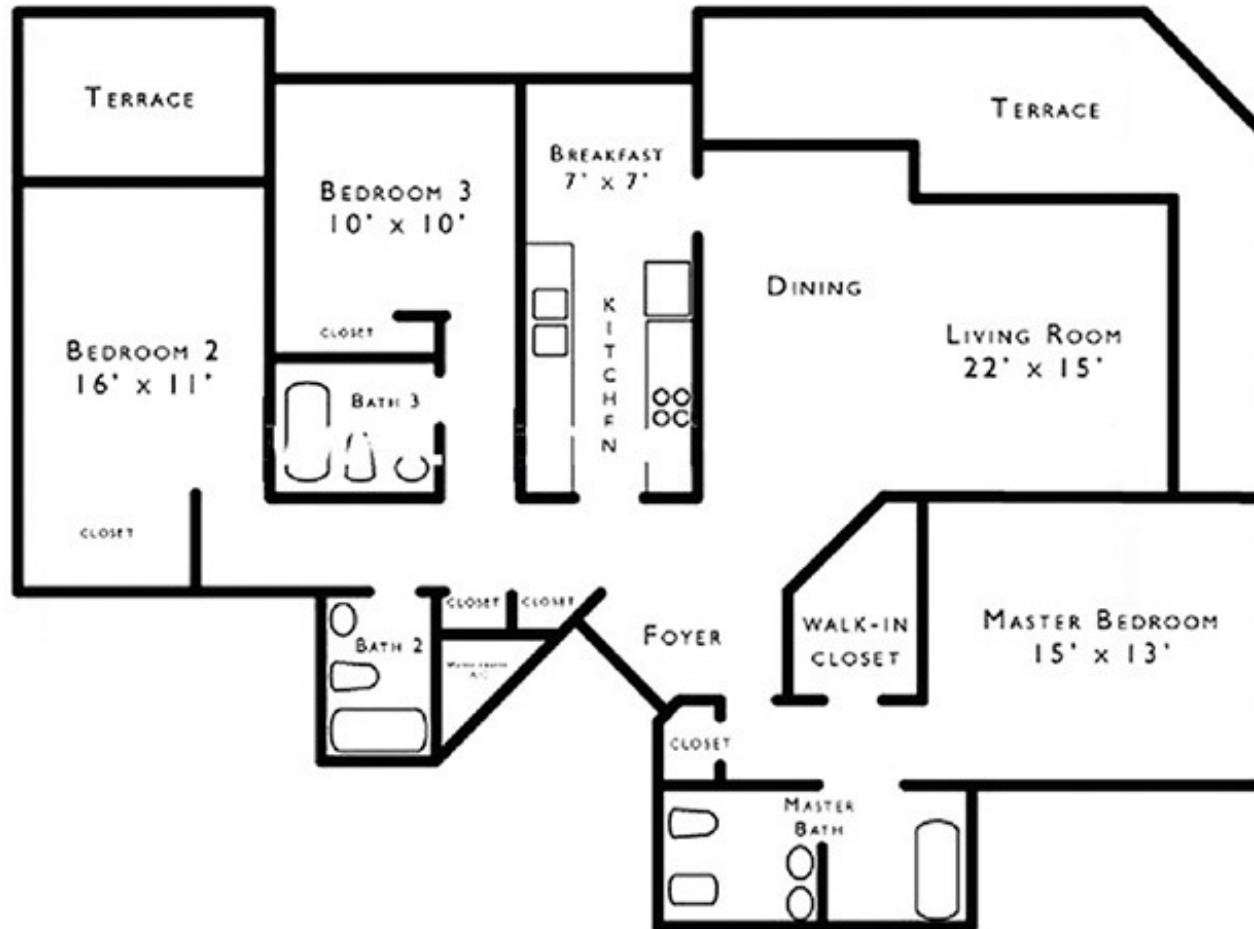 TERRACE
TERRACE
BREAKFAST
7' x 7'
BEDROOM 3
10' x 10'
DINING
KITCHEN
CLOSET
LIVING ROOM
22' x 15'
BEDROOM 2
16' x 11'
BATH 3
CLOSET
CLOSET
CLOSET
FOYER
WALK-IN
CLOSET
MASTER BEDROOM
15' x 13'
BATH 2
A/C
CLOSET
MASTER
BATH